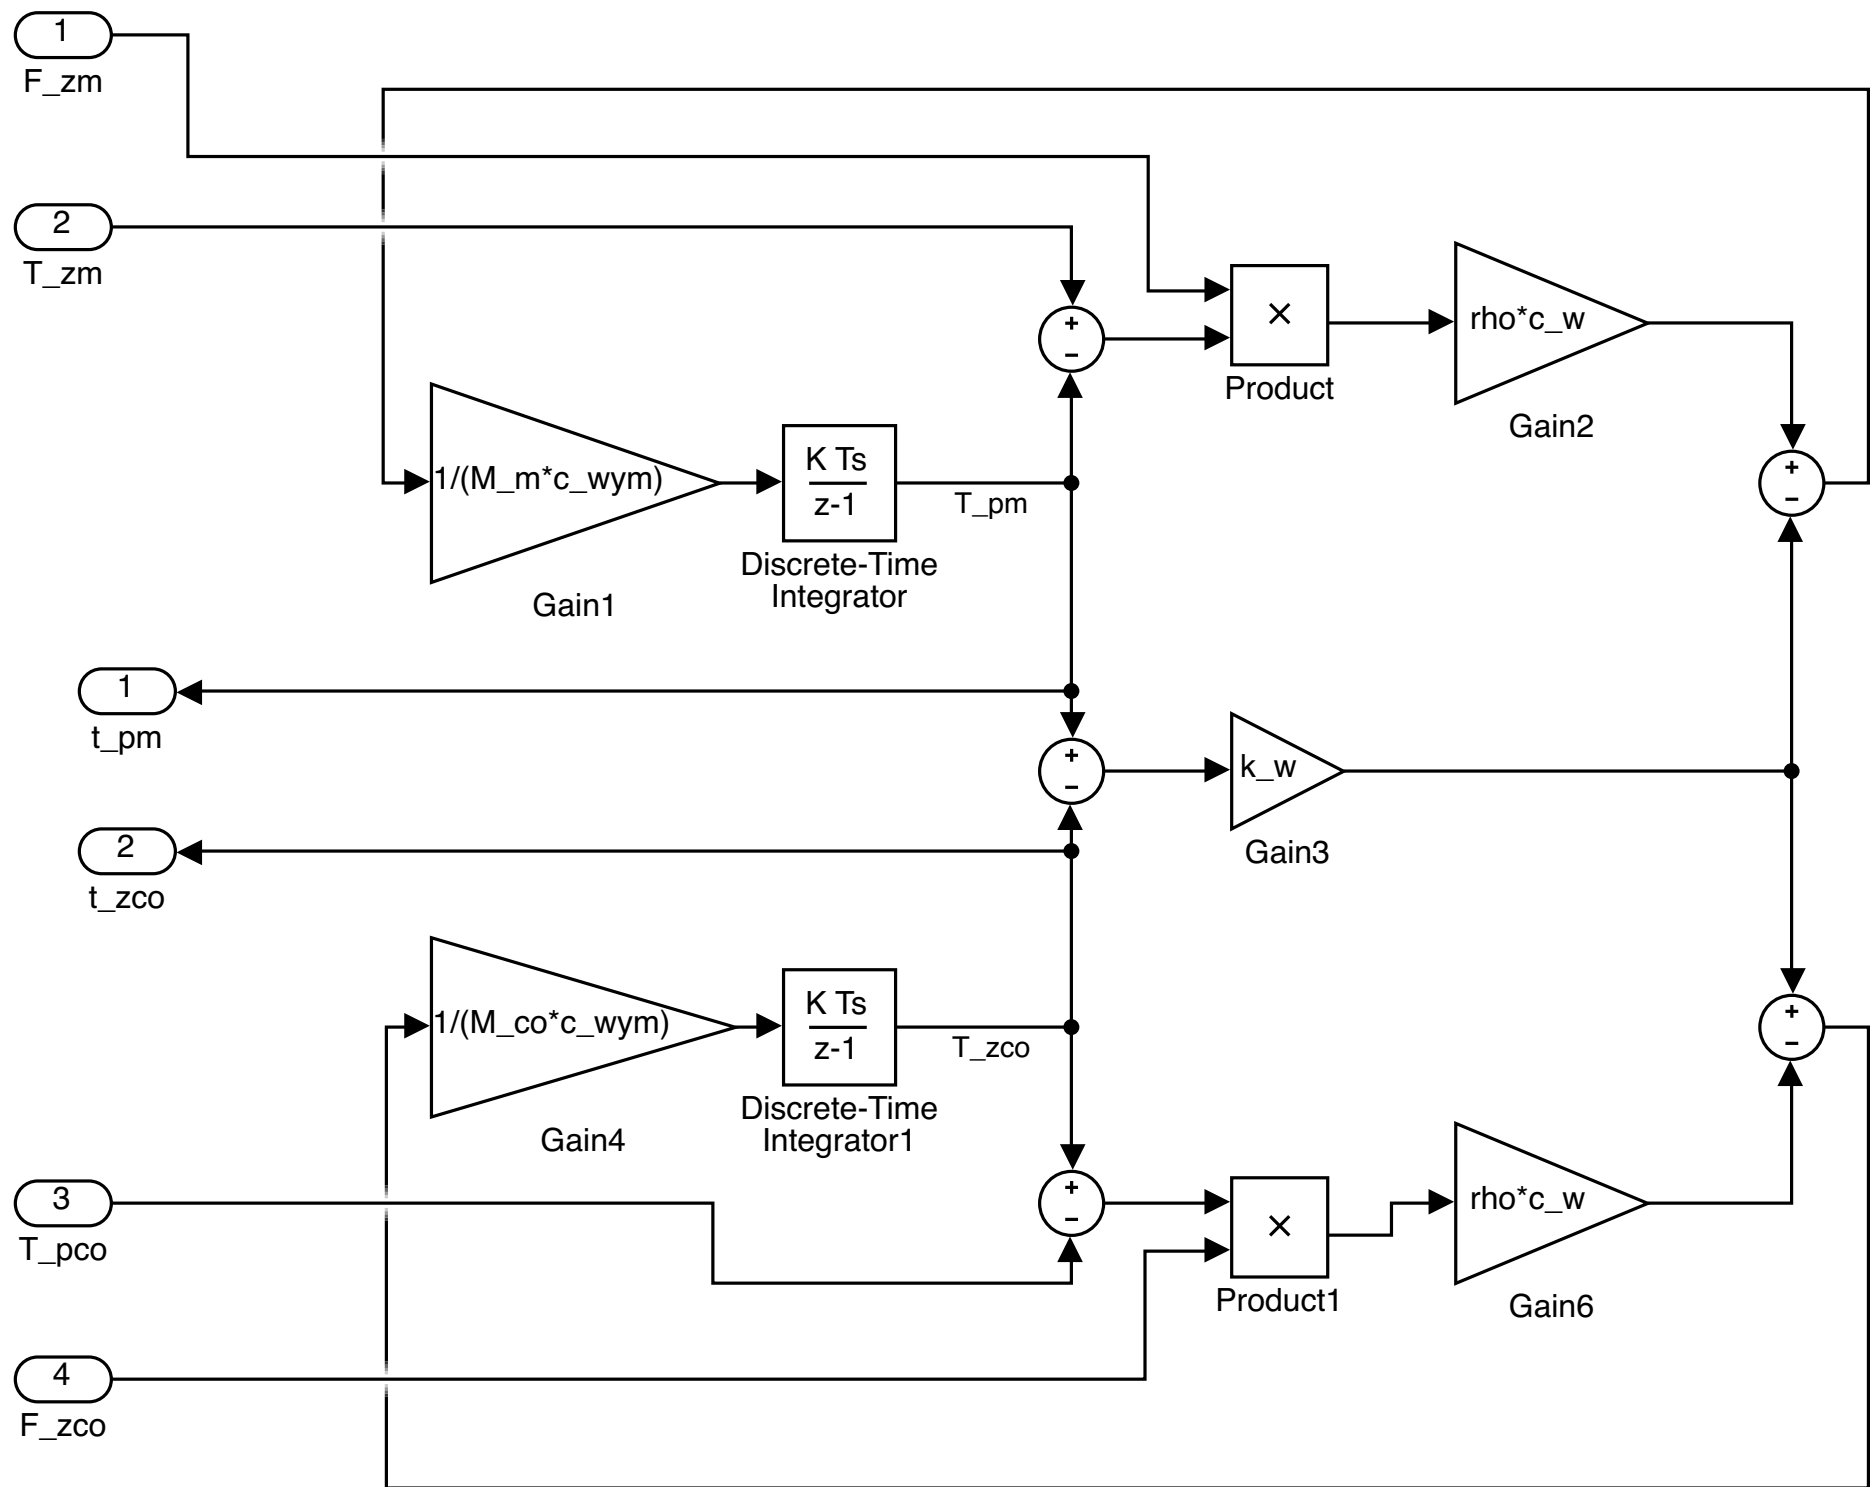 1
F_zm
2
T_zm
+
−
×
Product
rho*c_w
Gain2
1/(M_m*c_wym)
Gain1
K Ts
z-1
Discrete-Time
Integrator
T_pm
+
−
1
t_pm
+
−
k_w
Gain3
2
t_zco
1/(M_co*c_wym)
Gain4
K Ts
z-1
Discrete-Time
Integrator1
T_zco
+
−
3
T_pco
+
−
×
Product1
rho*c_w
Gain6
4
F_zco